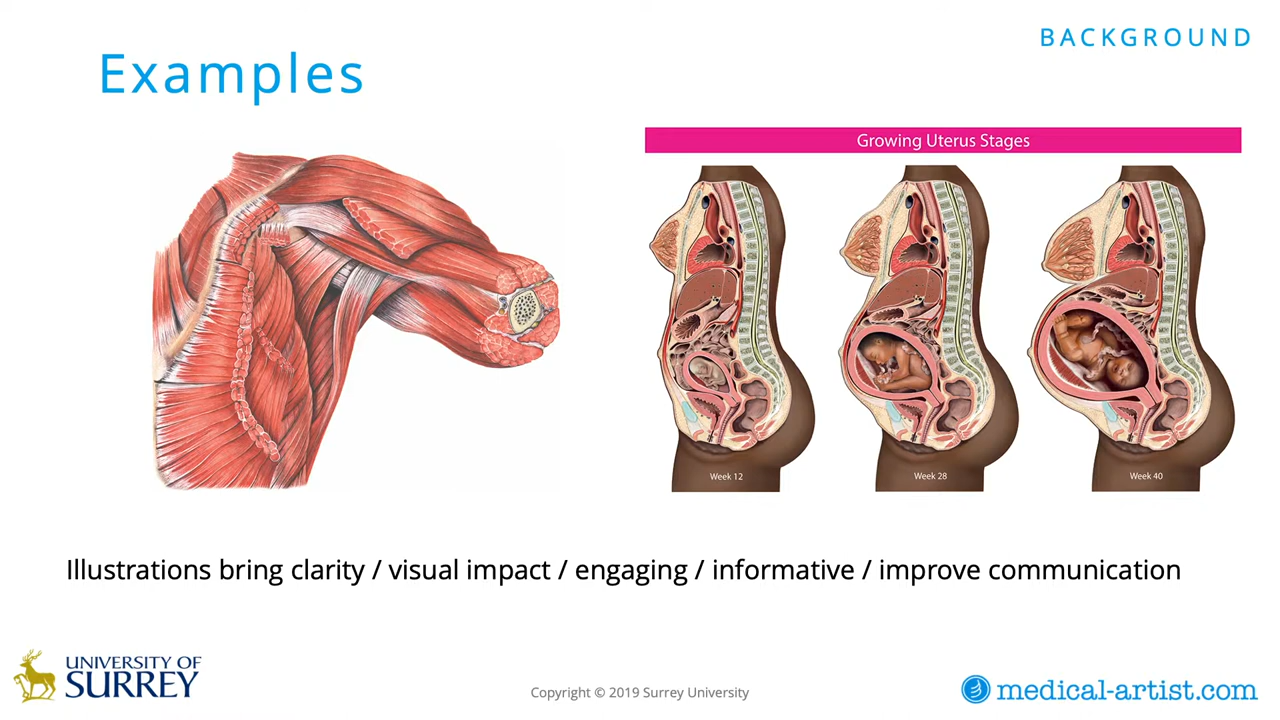 BACKGROUND
Examples
Growing Uterus Stages
Week 12
Week 28
Week 40
Illustrations bring clarity / visual impact / engaging / informative / improve communication
UNIVERSITY OF
SURREY
Copyright © 2019 Surrey University
medical-artist.com